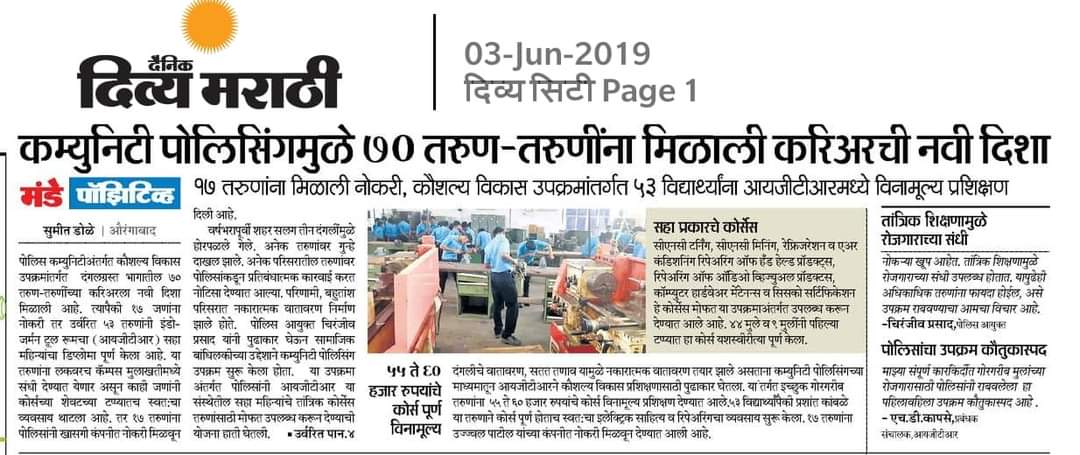 दैनिक
दिव्य मराठी
03-Jun-2019
दिव्य सिटी Page 1
कम्युनिटी पोलिसिंगमुळे ७० तरुण-तरुणींना मिळाली करिअरची नवी दिशा
मंडे पॉझिटिव्ह
१७ तरुणांना मिळाली नोकरी, कौशल्य विकास उपक्रमांतर्गत ५३ विद्यार्थ्यांना आयजीटीआरमध्ये विनामूल्य प्रशिक्षण
सुमीत डोळे | औरंगाबाद
पोलिस कम्युनिटीअंतर्गत कौशल्य विकास
उपक्रमांतर्गत दंगलग्रस्त भागातील ७०
तरुण-तरुणींच्या करिअरला नवी दिशा
मिळाली आहे. त्यापैकी १७ जणांना
नोकरी तर उर्वरित ५३ तरुणांनी इंडो-
जर्मन टूल रूमचा (आयजीटीआर) सहा
महिन्यांचा डिप्लोमा पूर्ण केला आहे. या
तरुणांना लकवरच कॅम्पस मुलाखतीमध्ये
संधी देण्यात येणार असून काही जणांनी
कोर्सच्या शेवटच्या टप्प्यातच स्वत:चा
व्यवसाय थाटला आहे. तर १७ तरुणांना
पोलिसांनी खासगी कंपनीत नोकरी मिळवून
दिली आहे.
वर्षभरापूर्वी शहर सलग तीन दंगलींमुळे
होरपळले गेले. अनेक तरुणांवर गुन्हे
दाखल झाले. अनेक परिसरातील तरुणांवर
पोलिसांकडून प्रतिबंधात्मक कारवाई करत
नोटिसा देण्यात आल्या. परिणामी, बहुतांश
परिसरात नकारात्मक वातावरण निर्माण
झाले होते. पोलिस आयुक्त चिरंजीव
प्रसाद यांनी पुढाकार घेऊन सामाजिक
बांधिलकीच्या उद्देशाने कम्युनिटी पोलिसिंग
उपक्रम सुरू केला होता. या उपक्रमा
अंतर्गत पोलिसांनी आयजीटीआर या
संस्थेतील सहा महिन्यांचे तांत्रिक कोर्सेस
तरुणांसाठी मोफत उपलब्ध करून देण्याची
योजना हाती घेतली. ▪ उर्वरित पान.४
सहा प्रकारचे कोर्सेस
सीएनसी टर्निंग, सीएनसी मिनिंग, रेफ्रिजरेशन व एअर
कंडिशनिंग रिपेअरिंग ऑफ हँड हेल्ड प्रॉडक्ट्स,
रिपेअरिंग ऑफ ऑडिओ व्हिज्युअल प्रॉडक्ट्स,
कॉम्प्युटर हार्डवेअर मेंटेनन्स व सिसको सर्टिफिकेशन
हे कोर्सेस मोफत या उपक्रमाअंतर्गत उपलब्ध करून
देण्यात आले आहे. ४४ मुले व ९ मुलींनी पहिल्या
टप्प्यात हा कोर्स यशस्वीरीत्या पूर्ण केला.
५५ ते ६०
हजार रुपयांचे
कोर्स पूर्ण
विनामूल्य
दंगलीचे वातावरण, सतत तणाव यामुळे नकारात्मक वातावरण तयार झाले असताना कम्युनिटी पोलिसिंगच्या
माध्यमातून आयजीटीआरने कौशल्य विकास प्रशिक्षणासाठी पुढाकार घेतला. या तर्गत इच्छुक गोरगरीब
तरुणांना ५५ ते ६० हजार रुपयांचे कोर्स विनामूल्य प्रशिक्षण देण्यात आले.५३ विद्यार्थ्यांपैकी प्रशांत कांबळे
या तरुणाने कोर्स पूर्ण होताच स्वत:चा इलेक्ट्रिक साहित्य व रिपेअरिंगचा व्यवसाय सुरू केला. १७ तरुणांना
उज्ज्वल पाटील यांच्या कंपनीत नोकरी मिळवून देण्यात आली आहे.
तांत्रिक शिक्षणामुळे
रोजगाराच्या संधी
नोकऱ्या खूप आहेत. तांत्रिक शिक्षणामुळे
रोजगाराच्या संधी उपलब्ध होतात. यापुढेही
अधिकाधिक तरुणांना फायदा होईल, असे
उपक्रम राबवण्याचा आमचा विचार आहे.
-चिरंजीव प्रसाद,पोलिस आयुक्त
पोलिसांचा उपक्रम कौतुकास्पद
माझ्या संपूर्ण कारकिर्दीत गोरगरीब मुलांच्या
रोजगारासाठी पोलिसांनी राबवलेला हा
पहिलावहिला उपक्रम कौतुकास्पद आहे .
- एच.डी.कापसे,प्रबंधक
संचालक,आयजीटीआर